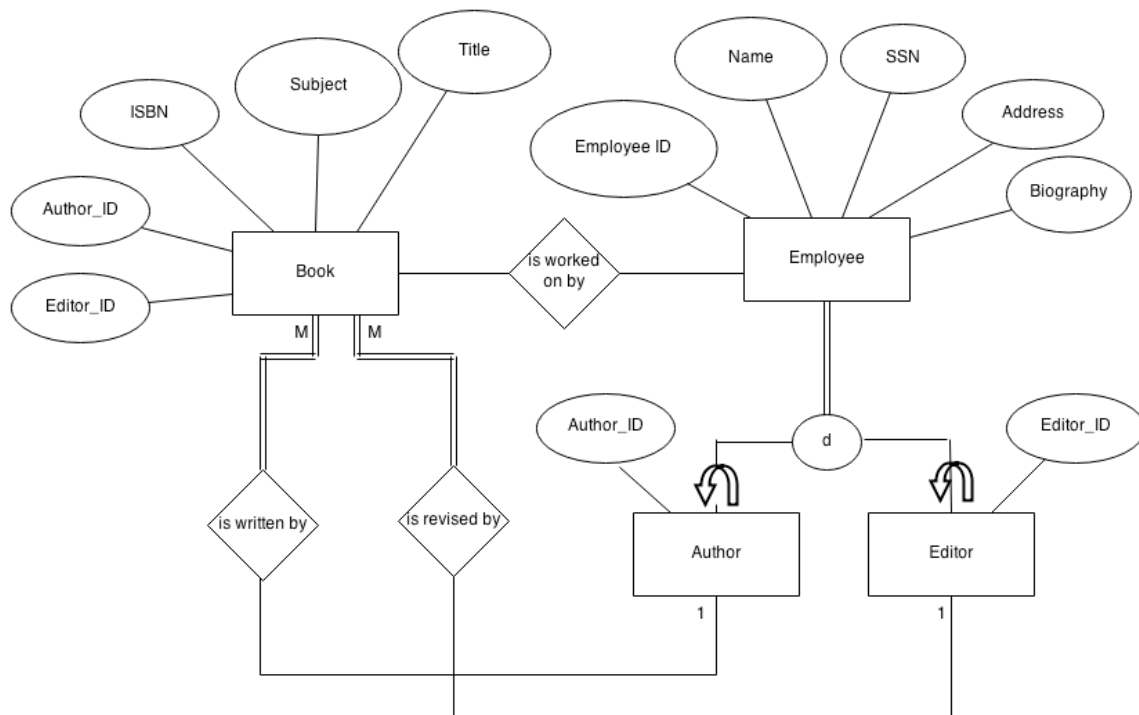 Title
Name
SSN
Subject
ISBN
Address
Employee ID
Biography
Author_ID
Book
is worked
on by
Employee
Editor_ID
M
M
Author_ID
d
Editor_ID
is written by
is revised by
Author
Editor
1
1